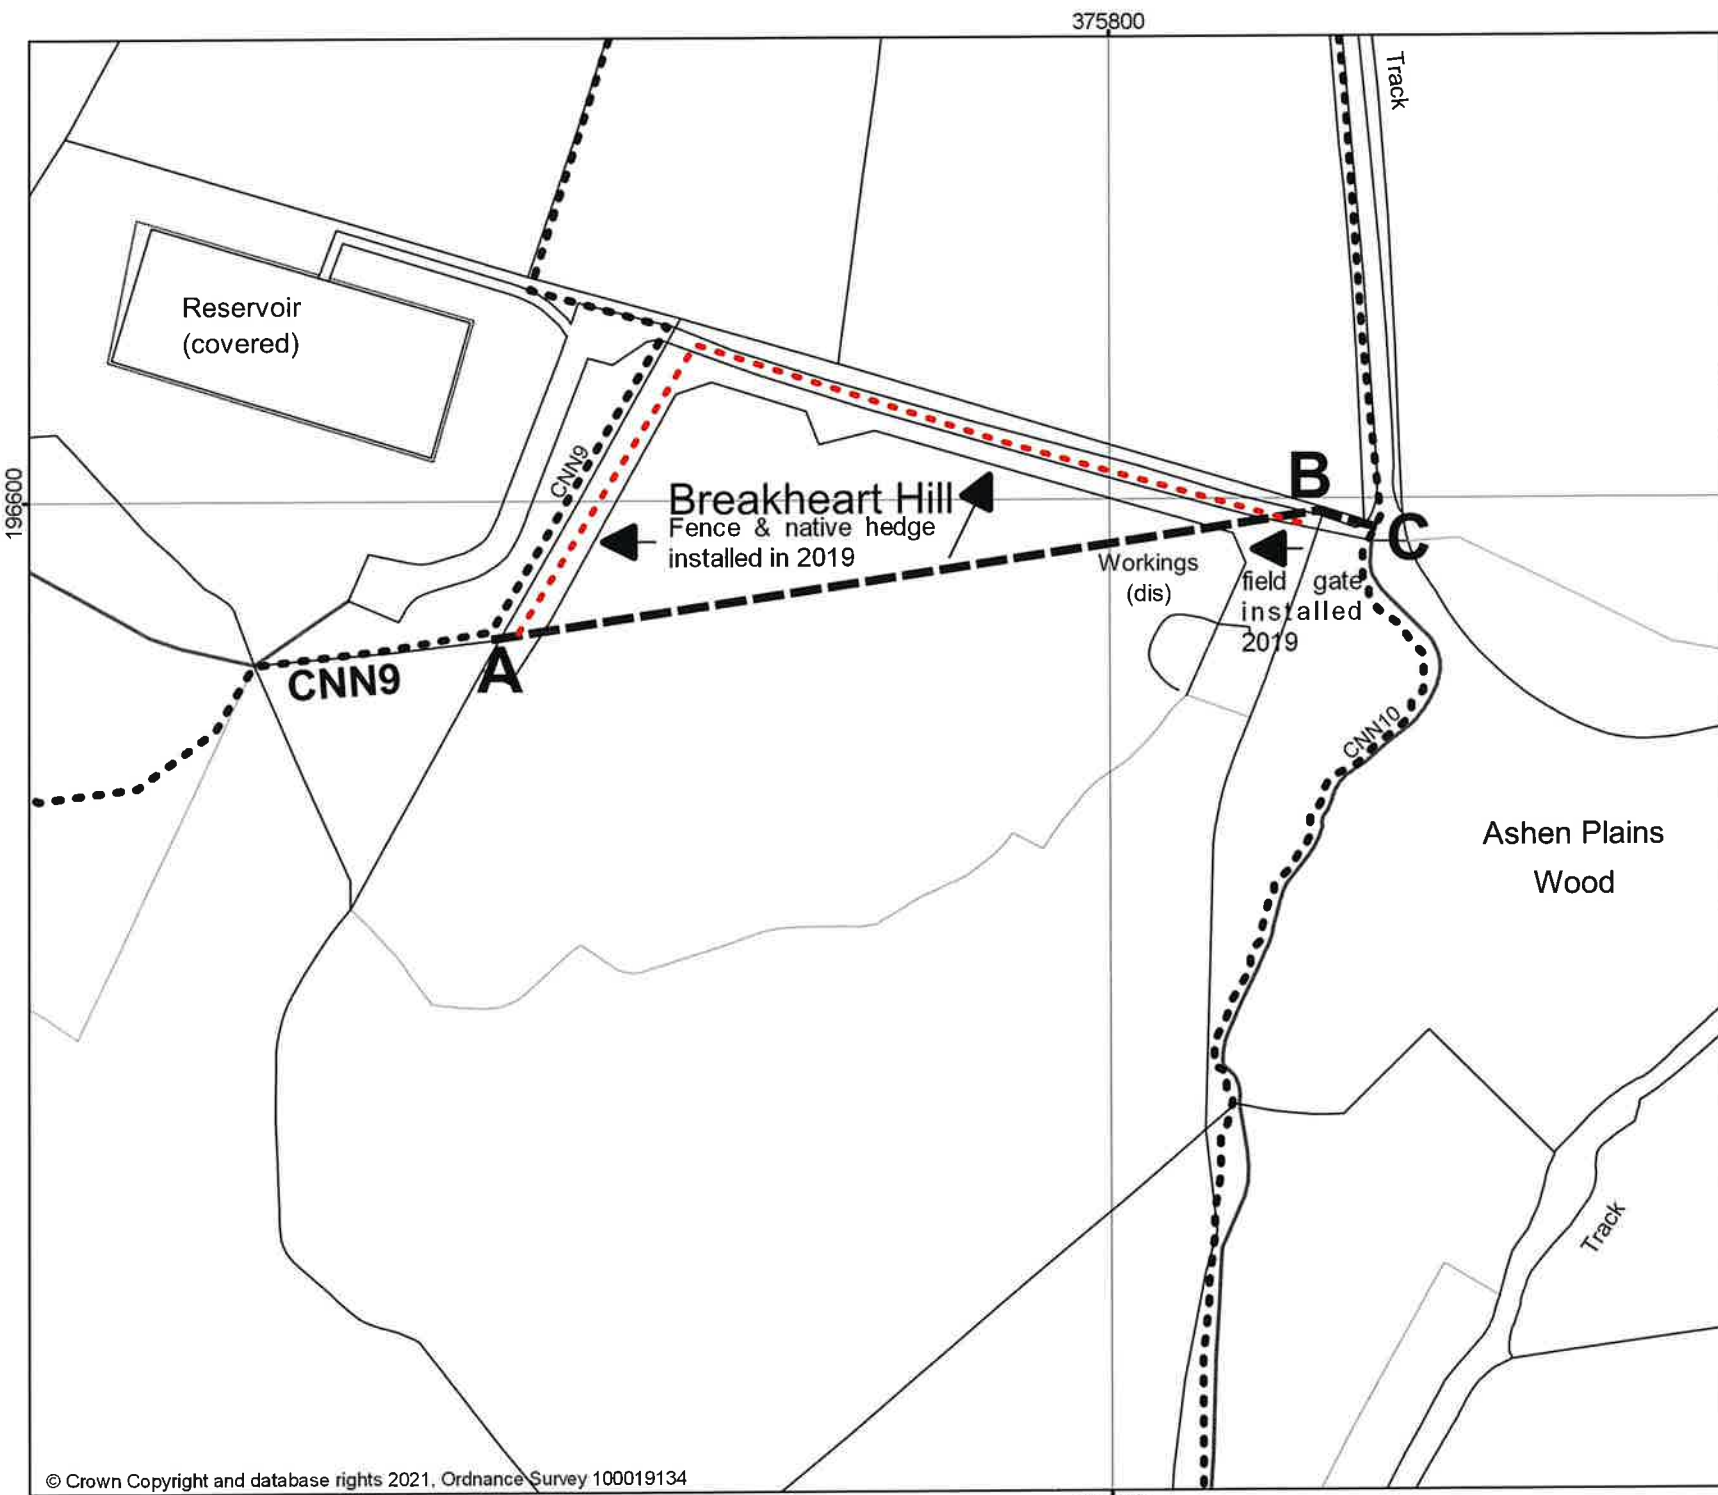 375800
Track
Reservoir
(covered)
CNN9
196600
B
Breakheart Hill
Fence & native hedge
installed in 2019
C
Workings
(dis)
field gate
installed
2019
A
CNN9
CNN10
Ashen Plains
Wood
Track
© Crown Copyright and database rights 2021, Ordnance Survey 100019134